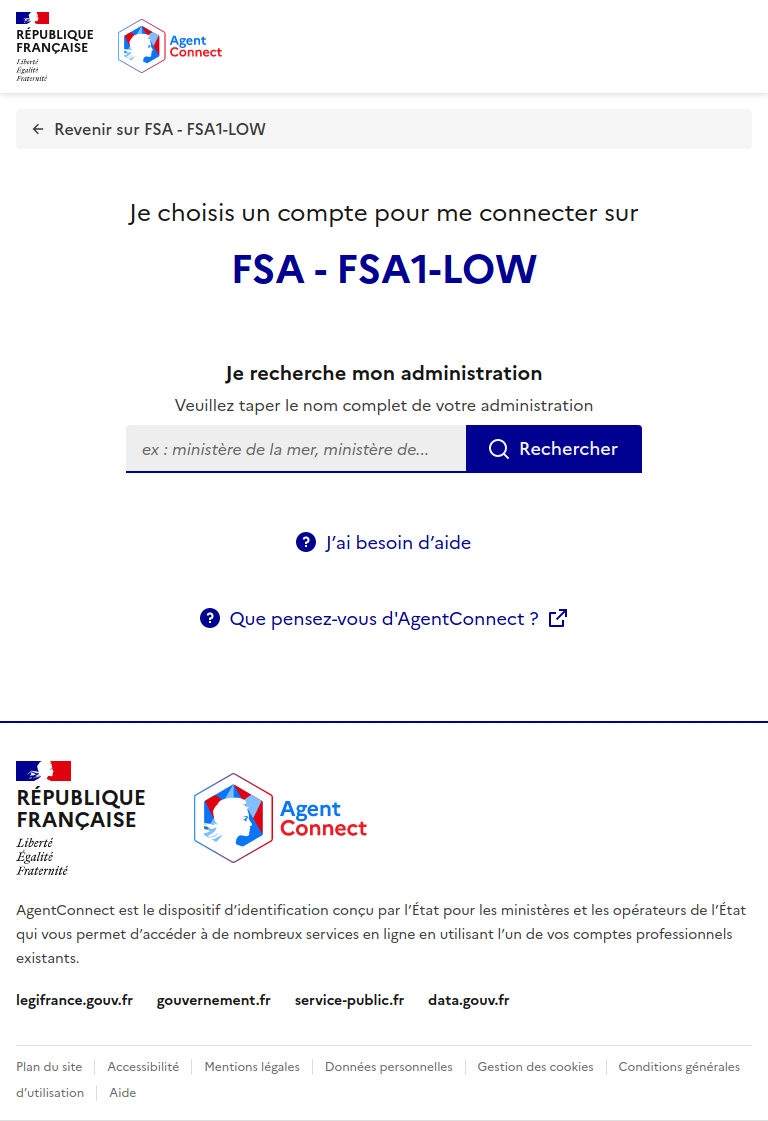 RÉPUBLIQUE
FRANÇAISE
Liberté
Égalité
Fraternité
Agent
Connect
Revenir sur FSA - FSA1-LOW
Je choisis un compte pour me connecter sur
FSA - FSA1-LOW
Je recherche mon administration
Veuillez taper le nom complet de votre administration
ex : ministère de la mer, ministère de...
Rechercher
J’ai besoin d’aide
Que pensez-vous d'AgentConnect ?
RÉPUBLIQUE
FRANÇAISE
Liberté
Égalité
Fraternité
Agent
Connect
AgentConnect est le dispositif d’identification conçu par l’État pour les ministères et les opérateurs de l’État
qui vous permet d’accéder à de nombreux services en ligne en utilisant l’un de vos comptes professionnels
existants.
legifrance.gouv.fr gouvernement.fr service-public.fr data.gouv.fr
Plan du site Accessibilité Mentions légales Données personnelles Gestion des cookies Conditions générales
d’utilisation Aide